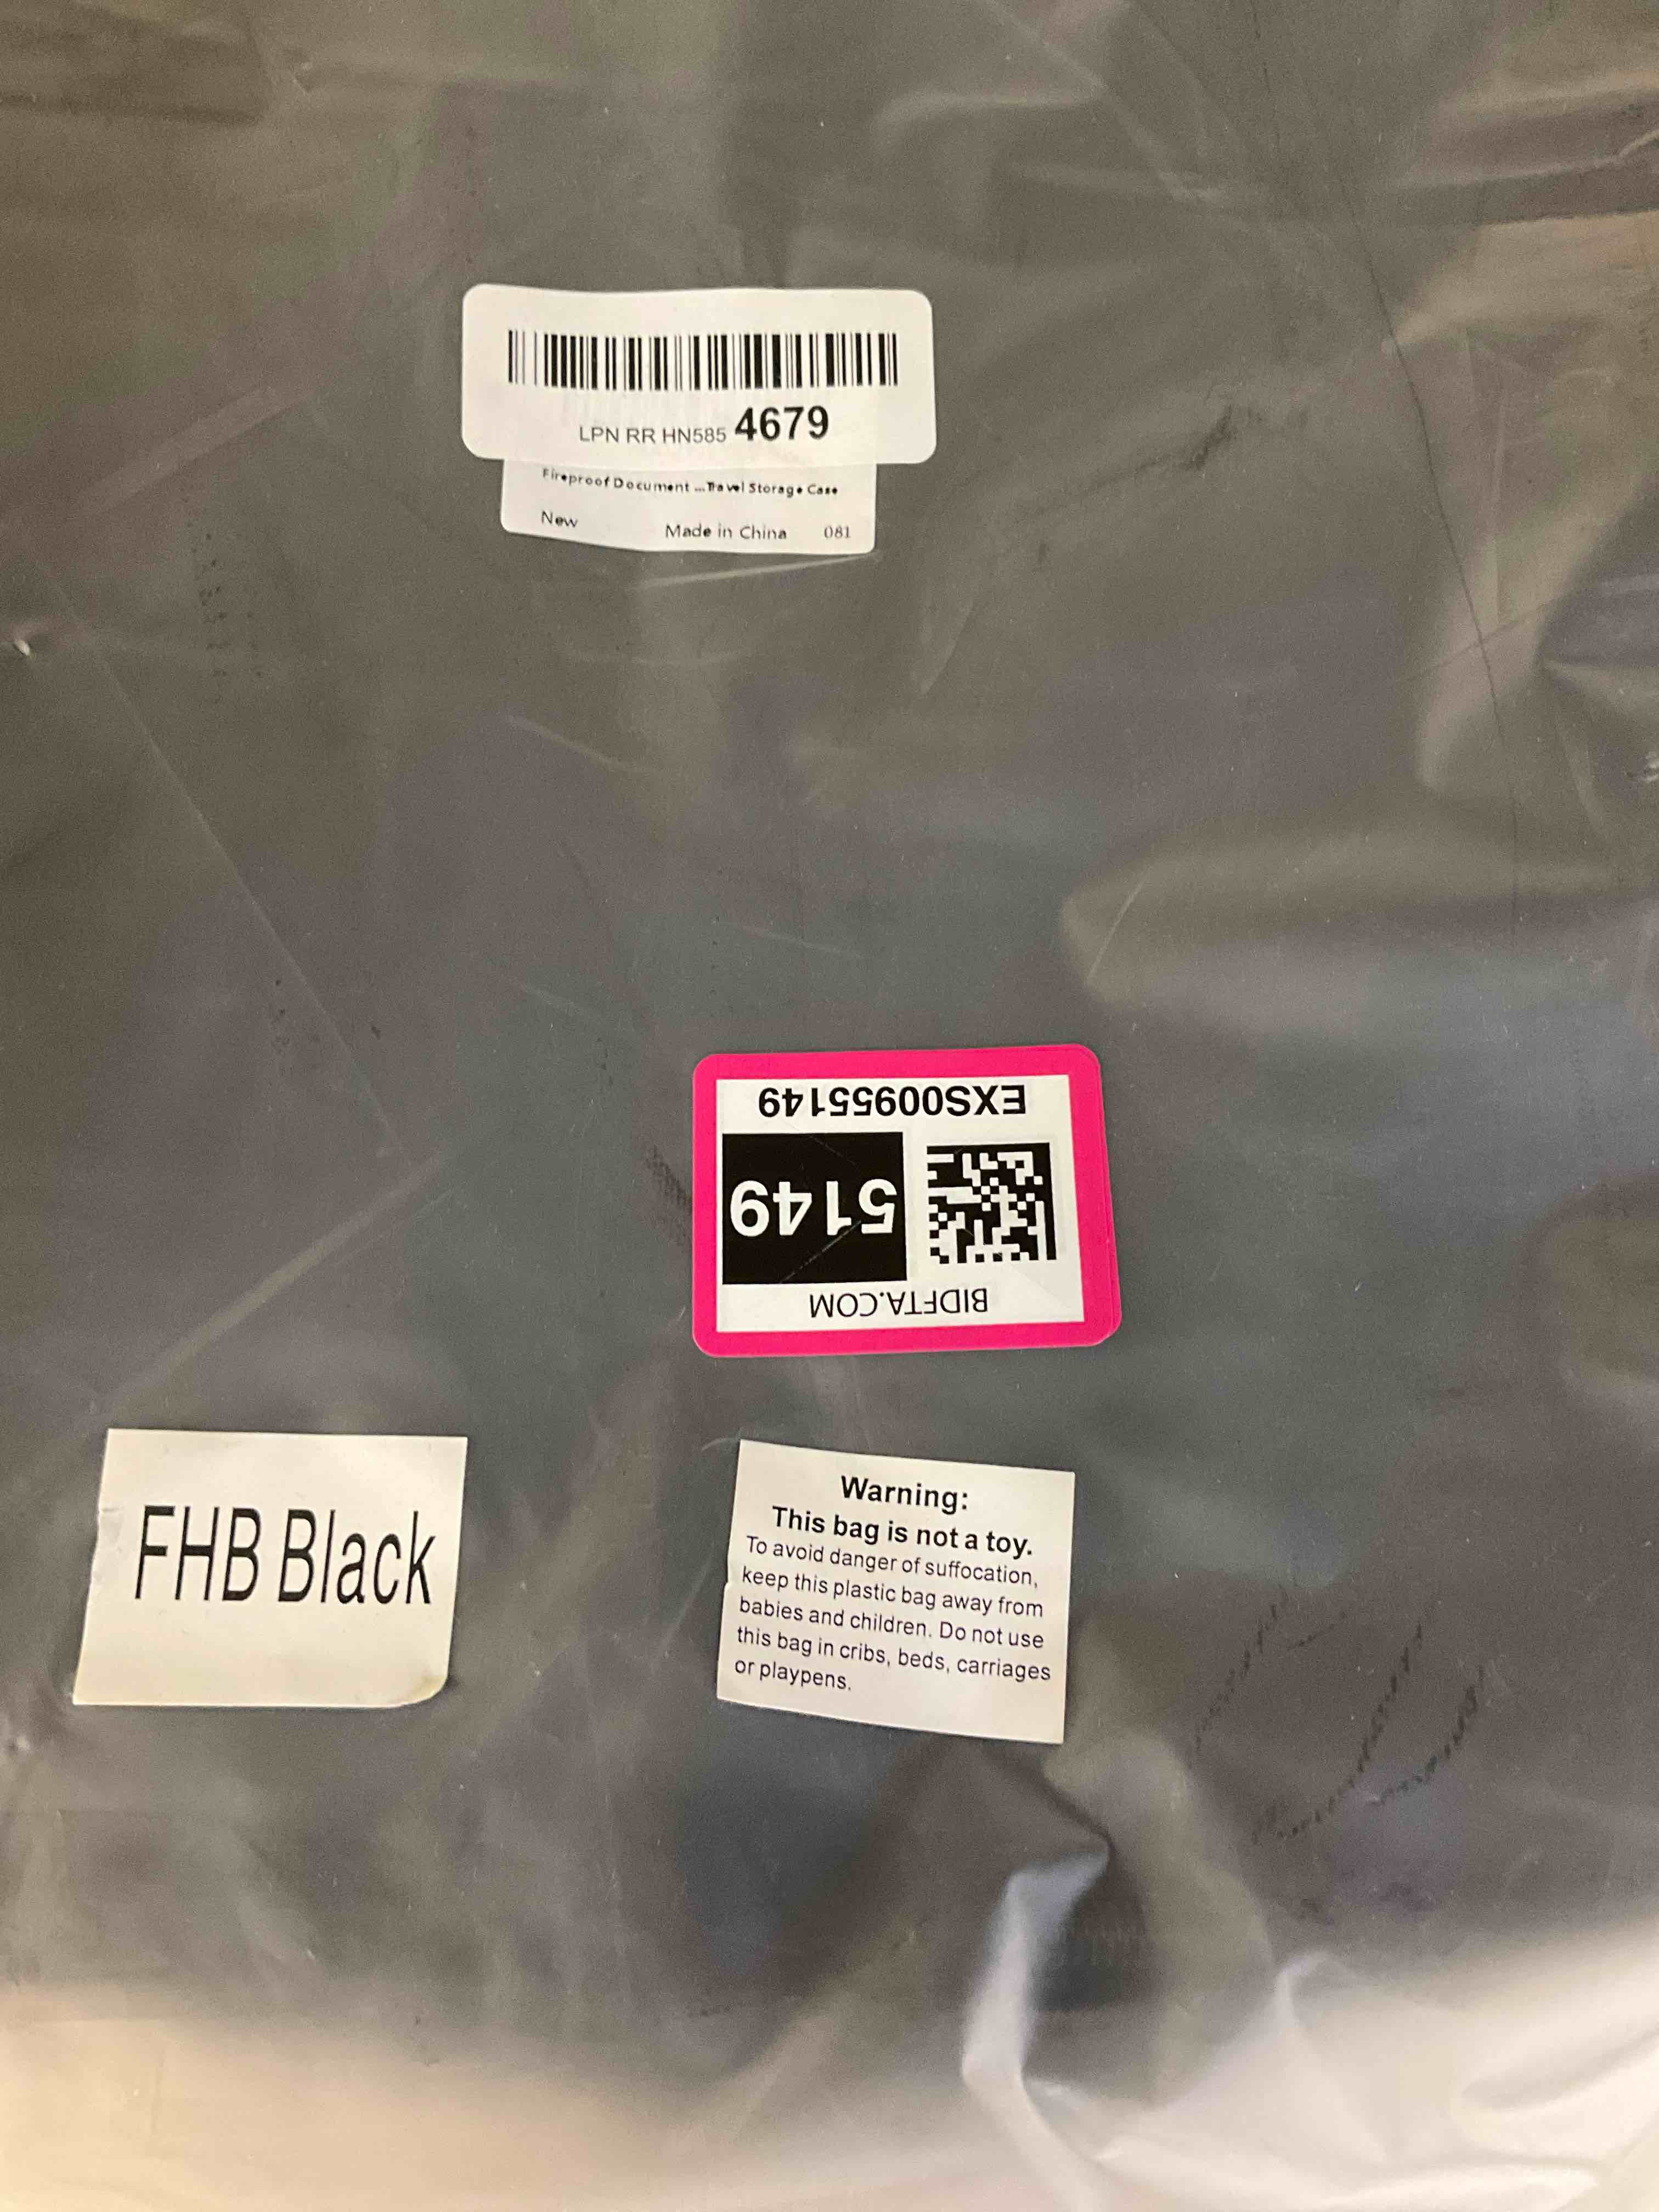 LPN RR HN585 4679
Fireproof Document ...Travel Storage Case
New Made in China 081
EXS00955149
5149
BIDFTA.COM
FHB Black
Warning:
This bag is not a toy.
To avoid danger of suffocation,
keep this plastic bag away from
babies and children. Do not use
this bag in cribs, beds, carriages
or playpens.